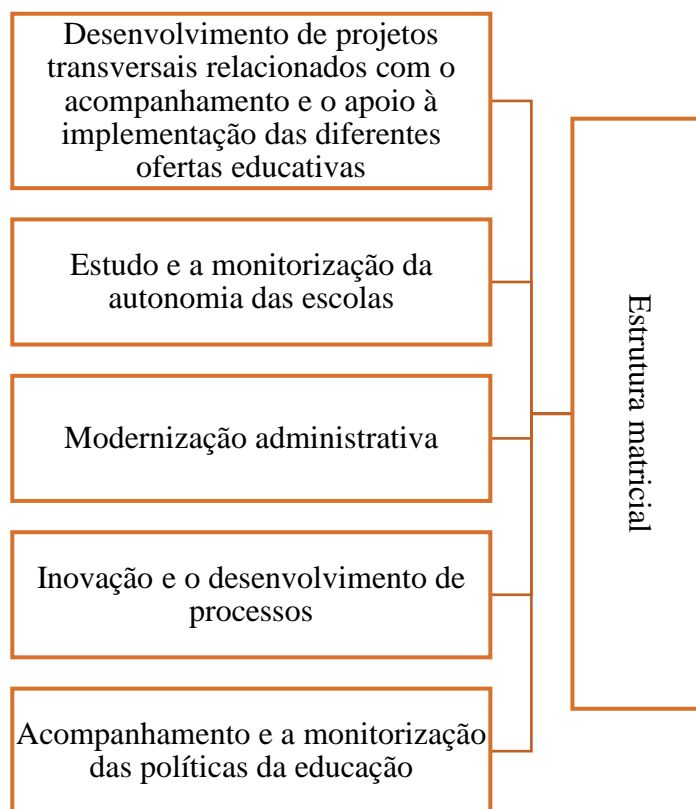 Desenvolvimento de projetos
transversais relacionados com o
acompanhamento e o apoio à
implementação das diferentes
ofertas educativas
Estudo e a monitorização da
autonomia das escolas
Modernização administrativa
Inovação e o desenvolvimento de
processos
Acompanhamento e a monitorização
das políticas da educação
Estrutura matricial